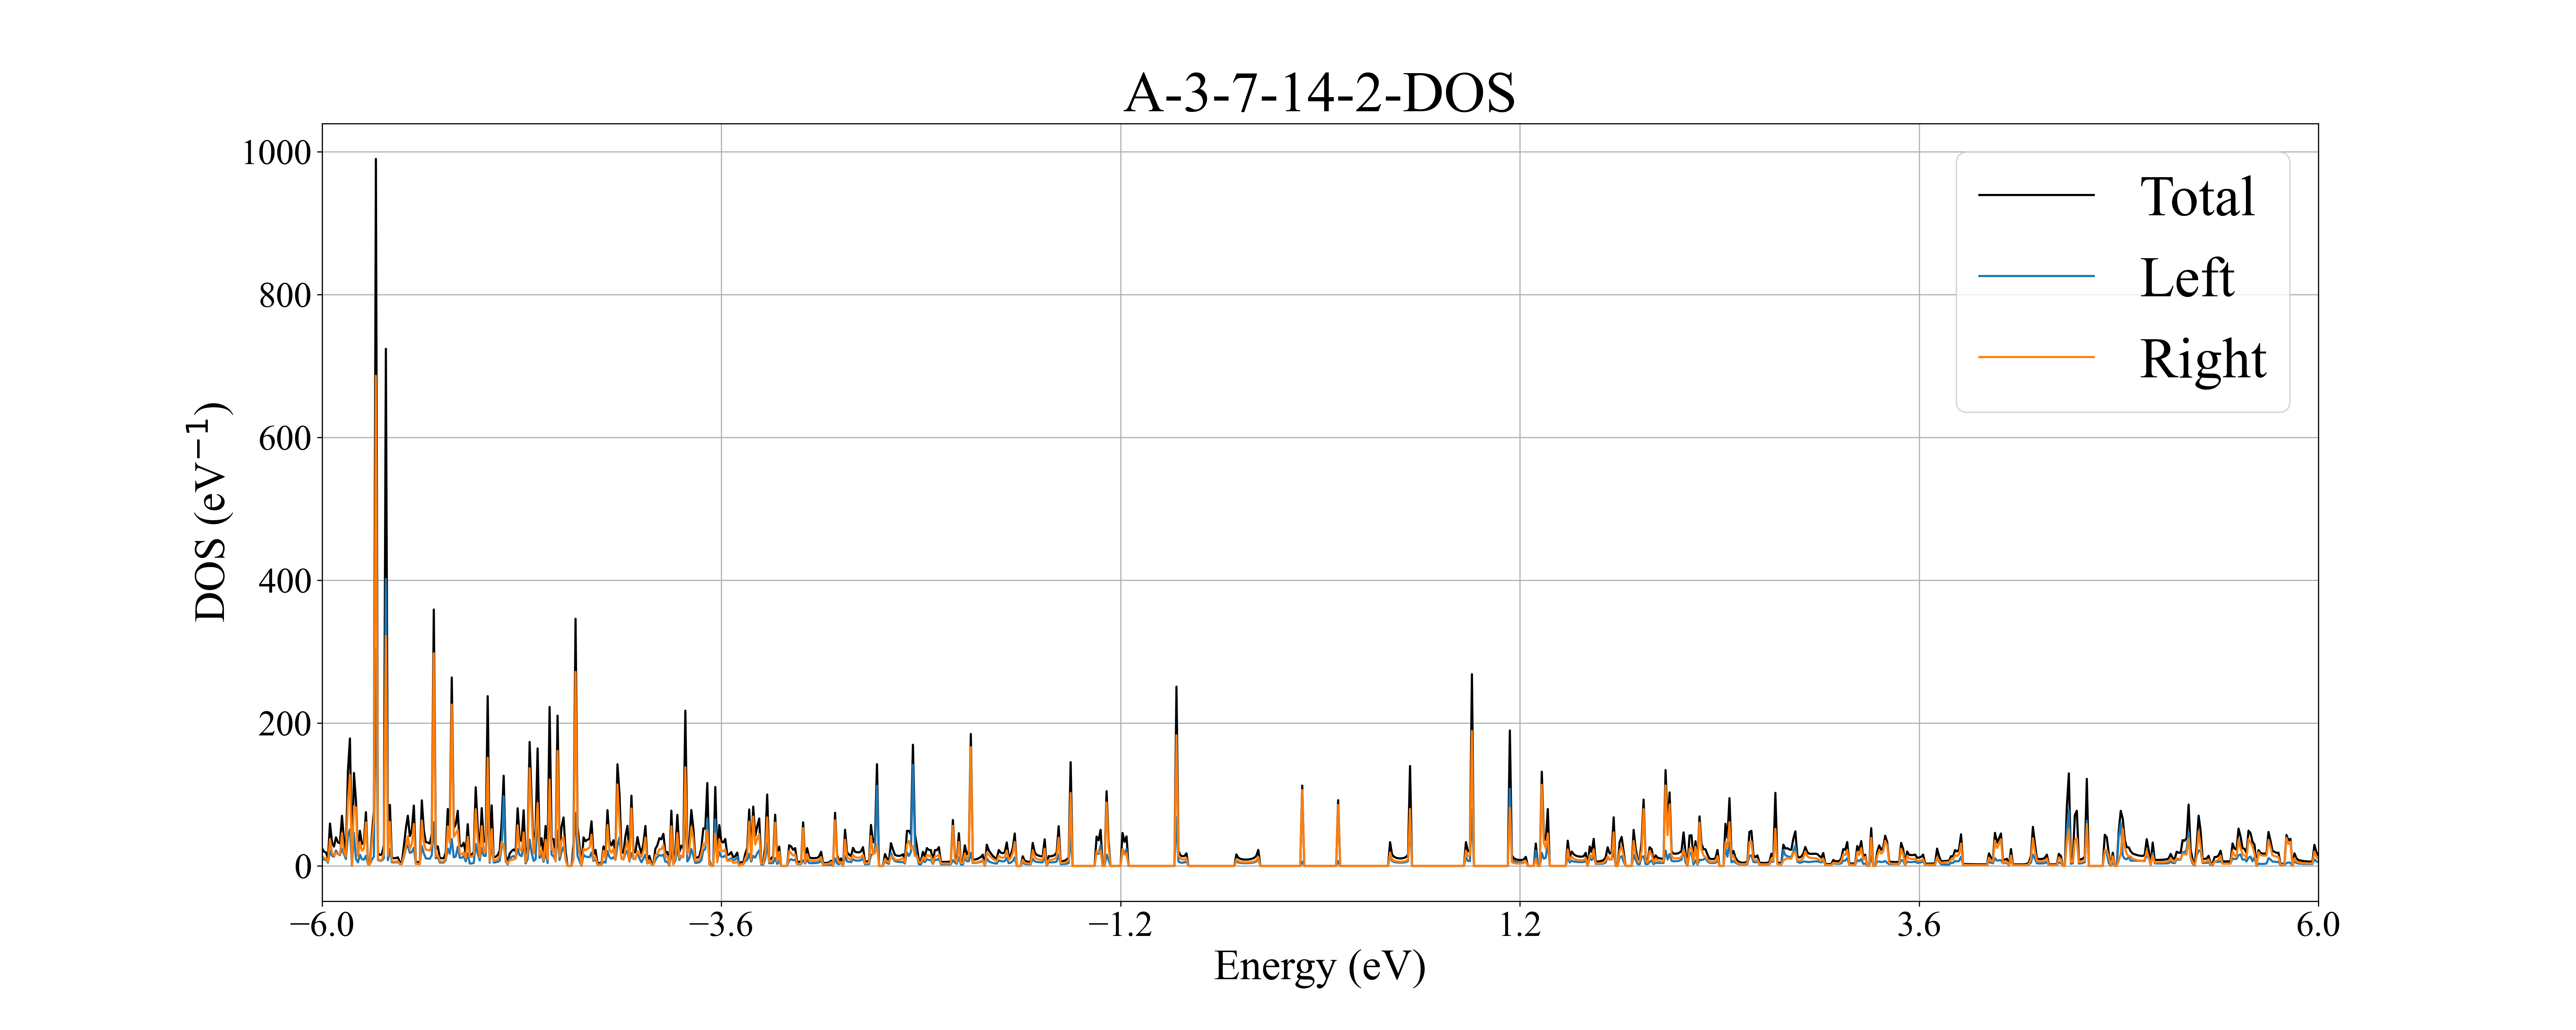 A-3-7-14-2-DOS
1000
800
600
400
200
0
DOS (eV⁻¹)
Total
Left
Right
−6.0
−3.6
−1.2
1.2
3.6
6.0
Energy (eV)